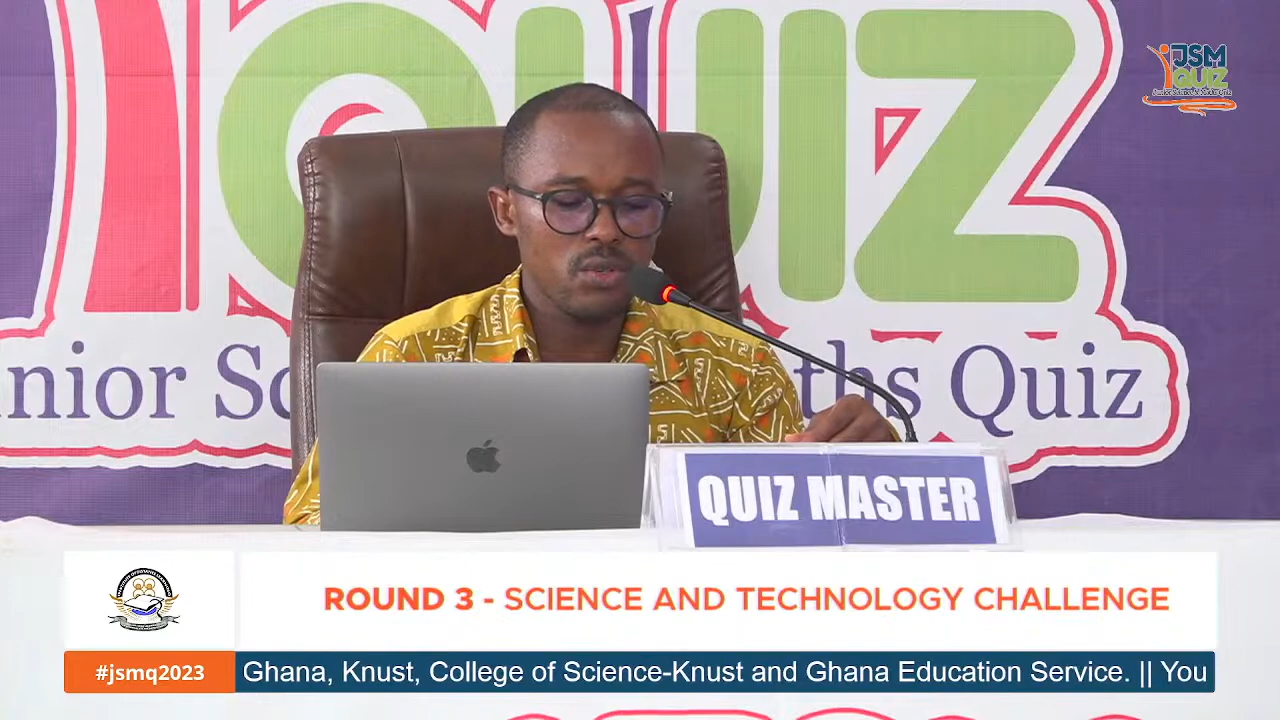 QUIZ
JSM
QUIZ
nior Sc ths Quiz
QUIZ MASTER
ROUND 3 - SCIENCE AND TECHNOLOGY CHALLENGE
#jsmq2023
Ghana, Knust, College of Science-Knust and Ghana Education Service. || You